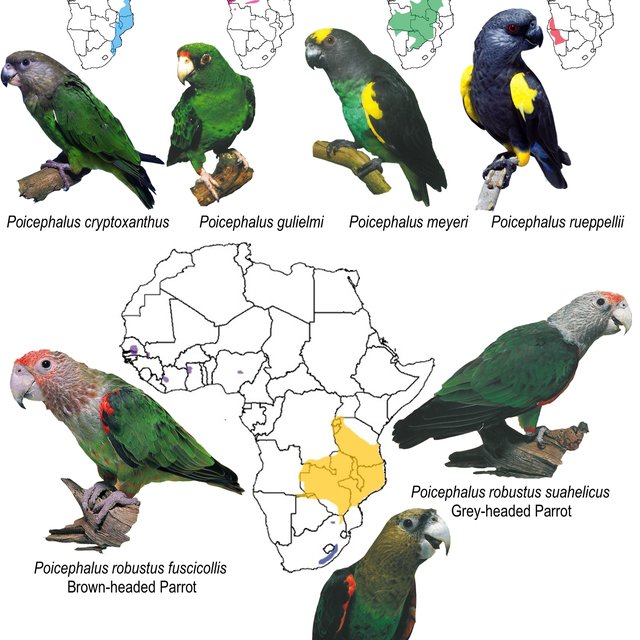 Poicephalus cryptoxanthus
Poicephalus gulielmi
Poicephalus meyeri
Poicephalus rueppellii
Poicephalus robustus suahelicus
Grey-headed Parrot
Poicephalus robustus fuscicollis
Brown-headed Parrot